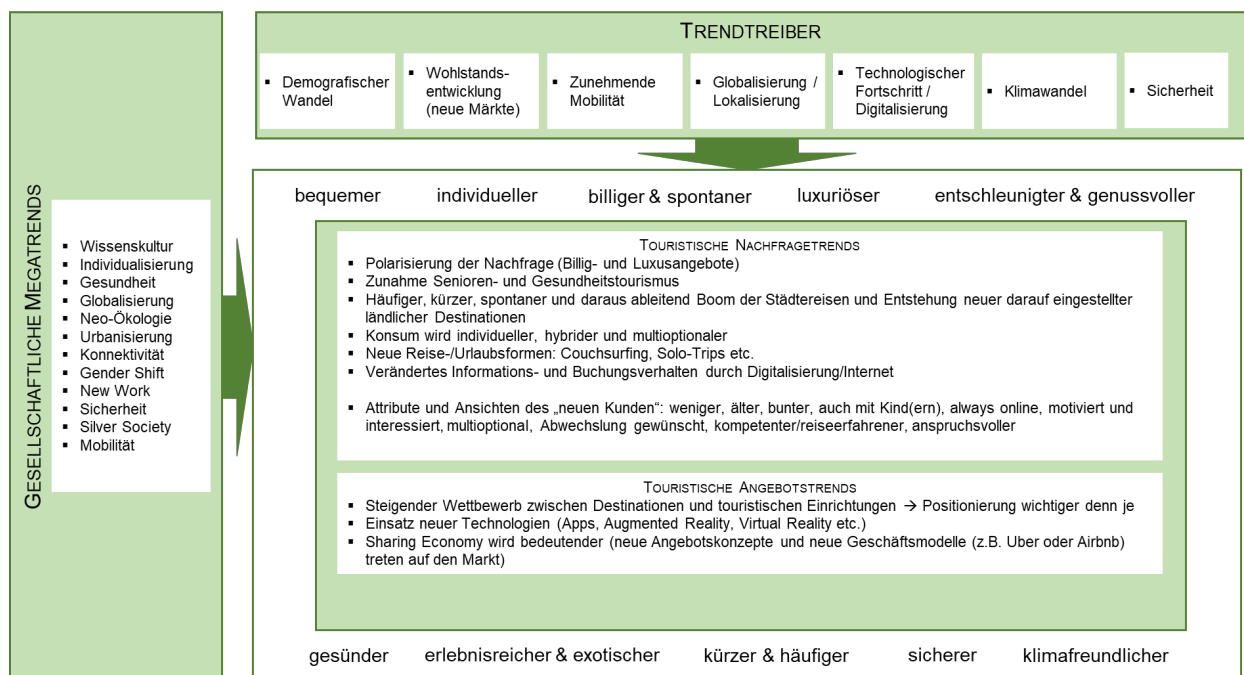 GESELLSCHAFTLICHE MEGATRENDS
▪ Wissenskultur
▪ Individualisierung
▪ Gesundheit
▪ Globalisierung
▪ Neo-Ökologie
▪ Urbanisierung
▪ Konnektivität
▪ Gender Shift
▪ New Work
▪ Sicherheit
▪ Silver Society
▪ Mobilität
TRENDTREIBER
▪ Demografischer
Wandel
▪ Wohlstands-
entwicklung
(neue Märkte)
▪ Zunehmende
Mobilität
▪ Globalisierung /
Lokalisierung
▪ Technologischer
Fortschritt /
Digitalisierung
▪ Klimawandel
▪ Sicherheit
bequemer individueller billiger & spontaner luxuriöser entschleunigter & genussvoller
TOURISTISCHE NACHFRAGETRENDS
▪ Polarisierung der Nachfrage (Billig- und Luxusangebote)
▪ Zunahme Senioren- und Gesundheitstourismus
▪ Häufiger, kürzer, spontaner und daraus ableitend Boom der Städtereisen und Entstehung neuer darauf eingestellter
ländlicher Destinationen
▪ Konsum wird individueller, hybrider und multioptionaler
▪ Neue Reise-/Urlaubsformen: Couchsurfing, Solo-Trips etc.
▪ Verändertes Informations- und Buchungsverhalten durch Digitalisierung/Internet
▪ Attribute und Ansichten des „neuen Kunden“: weniger, älter, bunter, auch mit Kind(ern), always online, motiviert und
interessiert, multioptional, Abwechslung gewünscht, kompetenter/reiseerfahrener, anspruchsvoller
TOURISTISCHE ANGEBOTSTRENDS
▪ Steigender Wettbewerb zwischen Destinationen und touristischen Einrichtungen → Positionierung wichtiger denn je
▪ Einsatz neuer Technologien (Apps, Augmented Reality, Virtual Reality etc.)
▪ Sharing Economy wird bedeutender (neue Angebotskonzepte und neue Geschäftsmodelle (z.B. Uber oder Airbnb)
treten auf den Markt)
gesünder erlebnisreicher & exotischer kürzer & häufiger sicherer klimafreundlicher